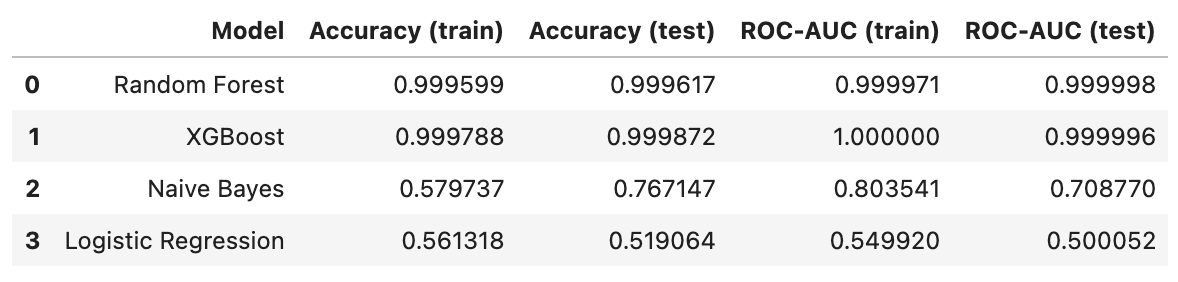 Model Accuracy (train) Accuracy (test) ROC-AUC (train) ROC-AUC (test)
0 Random Forest 0.999599 0.999617 0.999971 0.999998
1 XGBoost 0.999788 0.999872 1.000000 0.999996
2 Naive Bayes 0.579737 0.767147 0.803541 0.708770
3 Logistic Regression 0.561318 0.519064 0.549920 0.500052